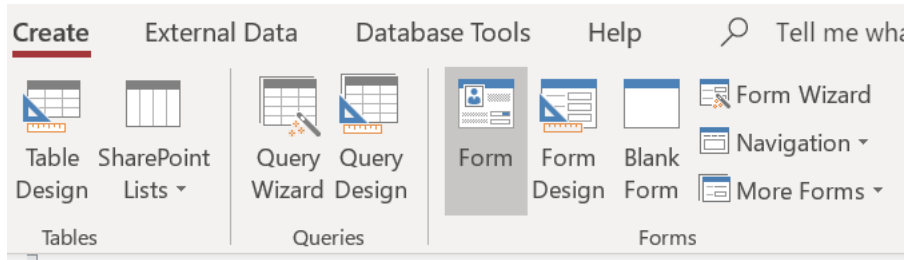 Create External Data Database Tools Help Tell me wha
Table Design
SharePoint Lists
Query Wizard
Query Design
Form
Form Design
Blank Form
Form Wizard
Navigation
More Forms
Tables Queries Forms